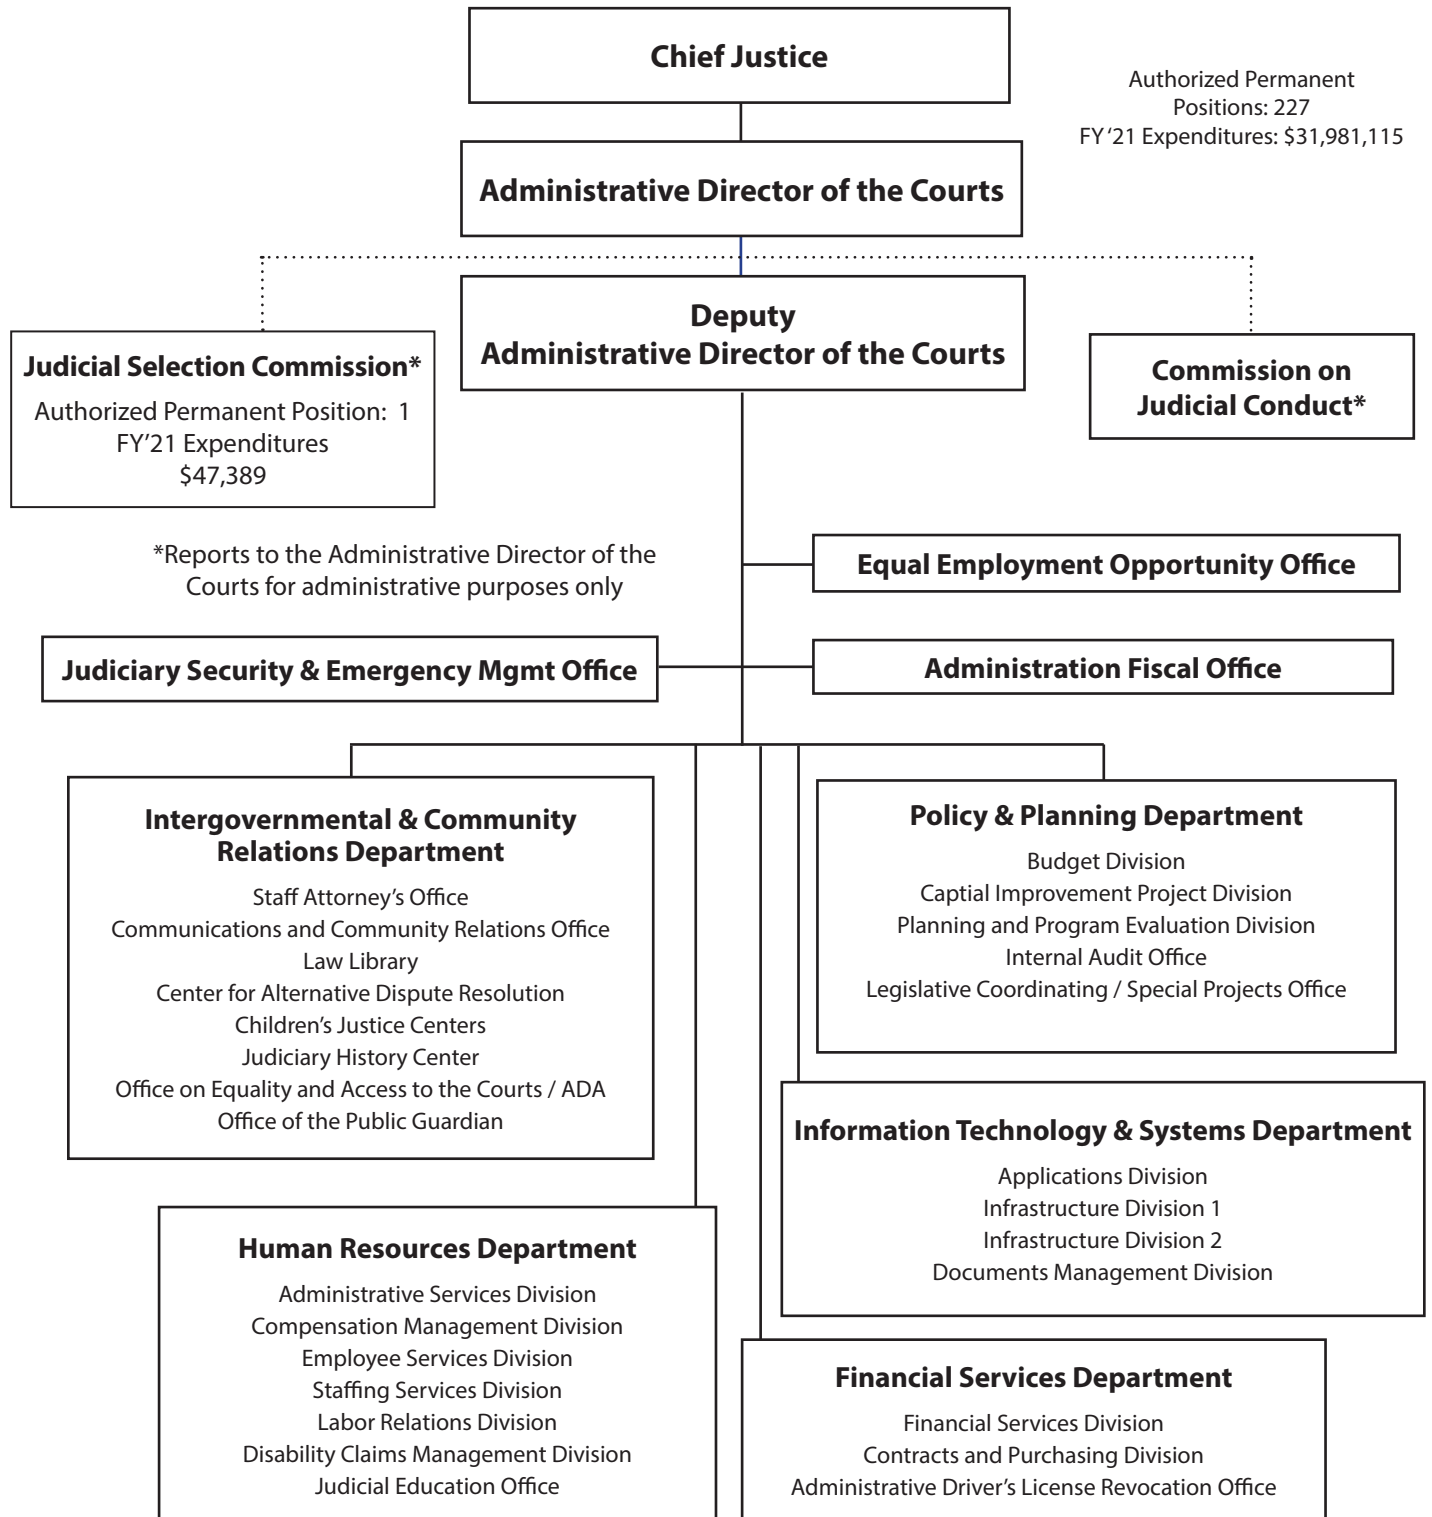 Chief Justice
Authorized Permanent
Positions: 227
FY ‘21 Expenditures: $31,981,115
Administrative Director of the Courts
Deputy
Administrative Director of the Courts
Judicial Selection Commission*
Authorized Permanent Position: 1
FY’21 Expenditures
$47,389
Commission on
Judicial Conduct*
*Reports to the Administrative Director of the
Courts for administrative purposes only
Equal Employment Opportunity Office
Judiciary Security & Emergency Mgmt Office
Administration Fiscal Office
Intergovernmental & Community
Relations Department
Staff Attorney’s Office
Communications and Community Relations Office
Law Library
Center for Alternative Dispute Resolution
Children’s Justice Centers
Judiciary History Center
Office on Equality and Access to the Courts / ADA
Office of the Public Guardian
Policy & Planning Department
Budget Division
Captial Improvement Project Division
Planning and Program Evaluation Division
Internal Audit Office
Legislative Coordinating / Special Projects Office
Information Technology & Systems Department
Applications Division
Infrastructure Division 1
Infrastructure Division 2
Documents Management Division
Human Resources Department
Administrative Services Division
Compensation Management Division
Employee Services Division
Staffing Services Division
Labor Relations Division
Disability Claims Management Division
Judicial Education Office
Financial Services Department
Financial Services Division
Contracts and Purchasing Division
Administrative Driver’s License Revocation Office